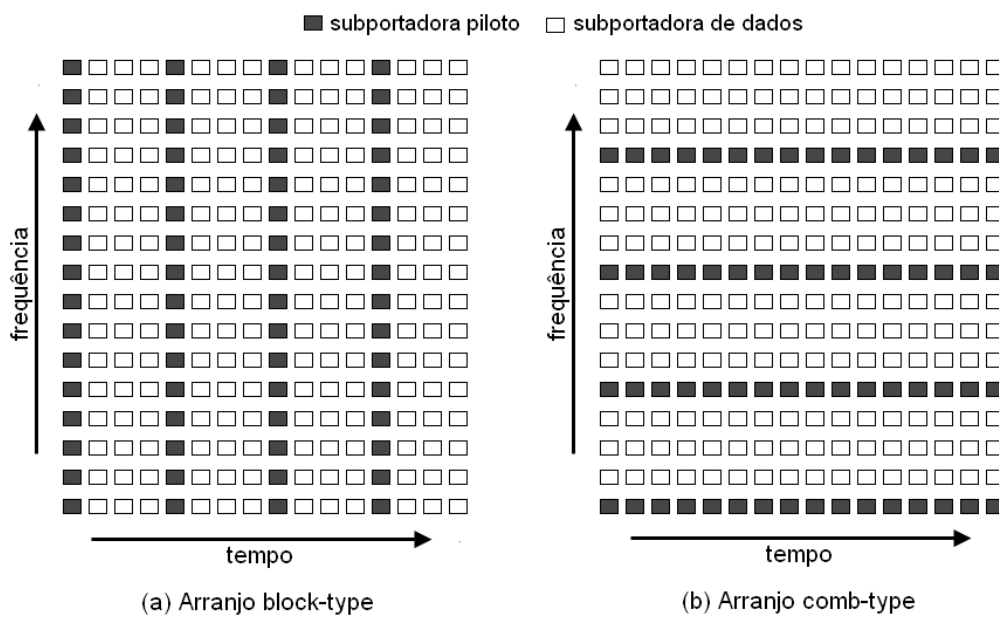 subportadora piloto
subportadora de dados
frequência
tempo
(a) Arranjo block-type
frequência
tempo
(b) Arranjo comb-type